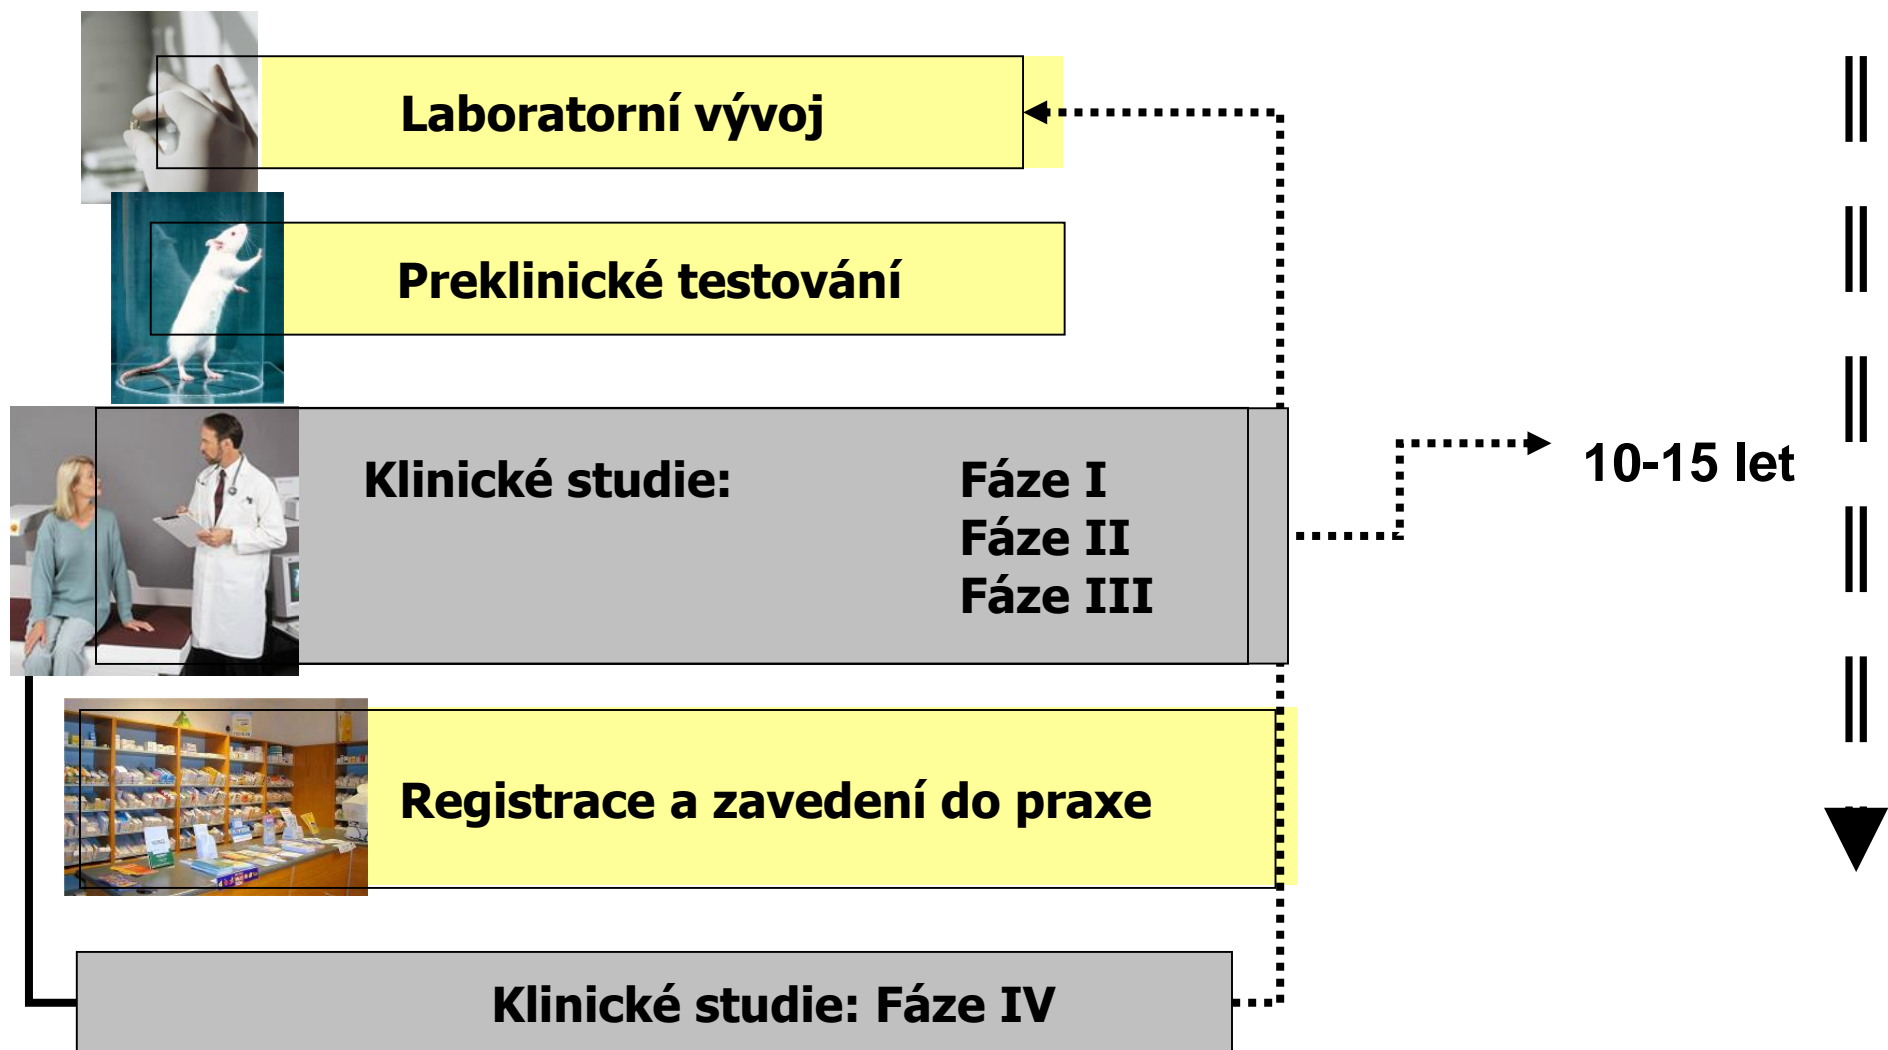 Laboratorní vývoj
Preklinické testování
Klinické studie: Fáze I
Fáze II
Fáze III
10-15 let
Registrace a zavedení do praxe
Klinické studie: Fáze IV